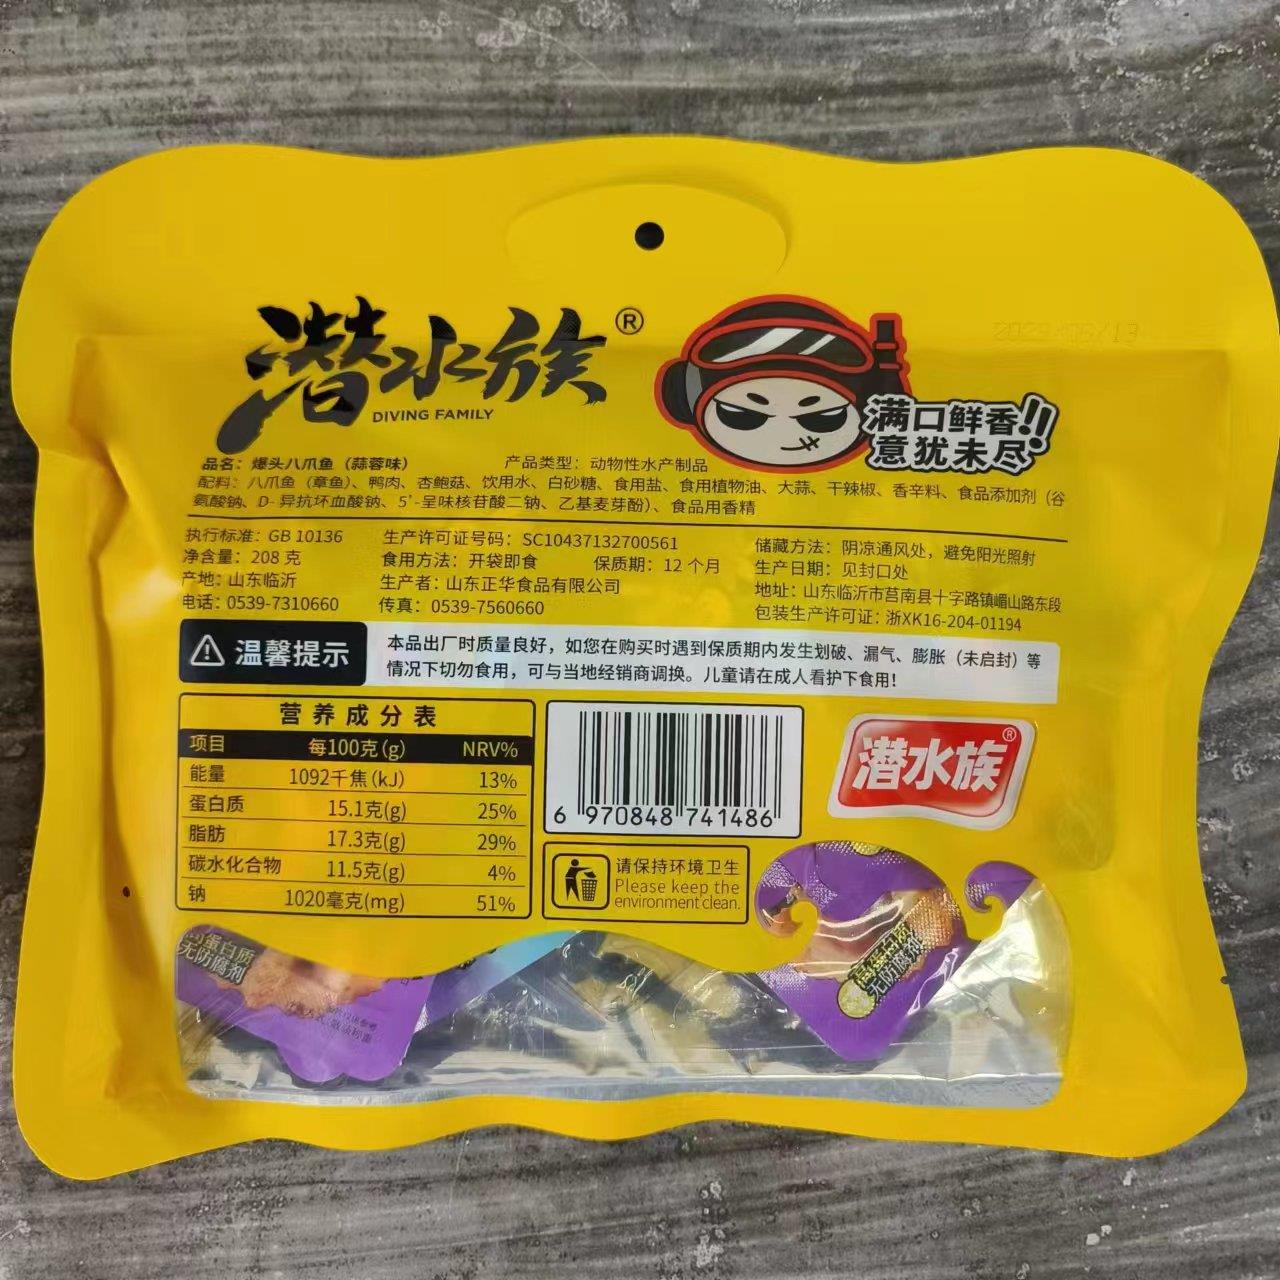 潜水族®
DIVING FAMILY
满口鲜香!!
意犹未尽
品名：爆头八爪鱼（蒜蓉味） 产品类型：动物性水产制品
配料：八爪鱼（章鱼）、鸭肉、杏鲍菇、饮用水、白砂糖、食用盐、食用植物油、大蒜、干辣椒、香辛料、食品添加剂（谷
氨酸钠、D-异抗坏血酸钠、5'-呈味核苷酸二钠、乙基麦芽酚）、食品用香精
执行标准：GB 10136 生产许可证号码：SC10437132700561 储藏方法：阴凉通风处，避免阳光照射
净含量：208 克 食用方法：开袋即食 保质期：12 个月 生产日期：见封口处
产地：山东临沂 生产者：山东正华食品有限公司 地址：山东临沂市莒南县十字路镇嵋山路东段
电话：0539-7310660 传真：0539-7560660 包装生产许可证：浙XK16-204-01194
温馨提示
本品出厂时质量良好，如您在购买时遇到保质期内发生划破、漏气、膨胀（未启封）等
情况下切勿食用，可与当地经销商调换。儿童请在成人看护下食用！
营养成分表
项目 每100克(g) NRV%
能量 1092千焦(kJ) 13%
蛋白质 15.1克(g) 25%
脂肪 17.3克(g) 29%
碳水化合物 11.5克(g) 4%
钠 1020毫克(mg) 51%
6 970848 741486
潜水族®
请保持环境卫生
Please keep the
environment clean.
蛋白质
无防腐剂
高蛋白质
无防腐剂